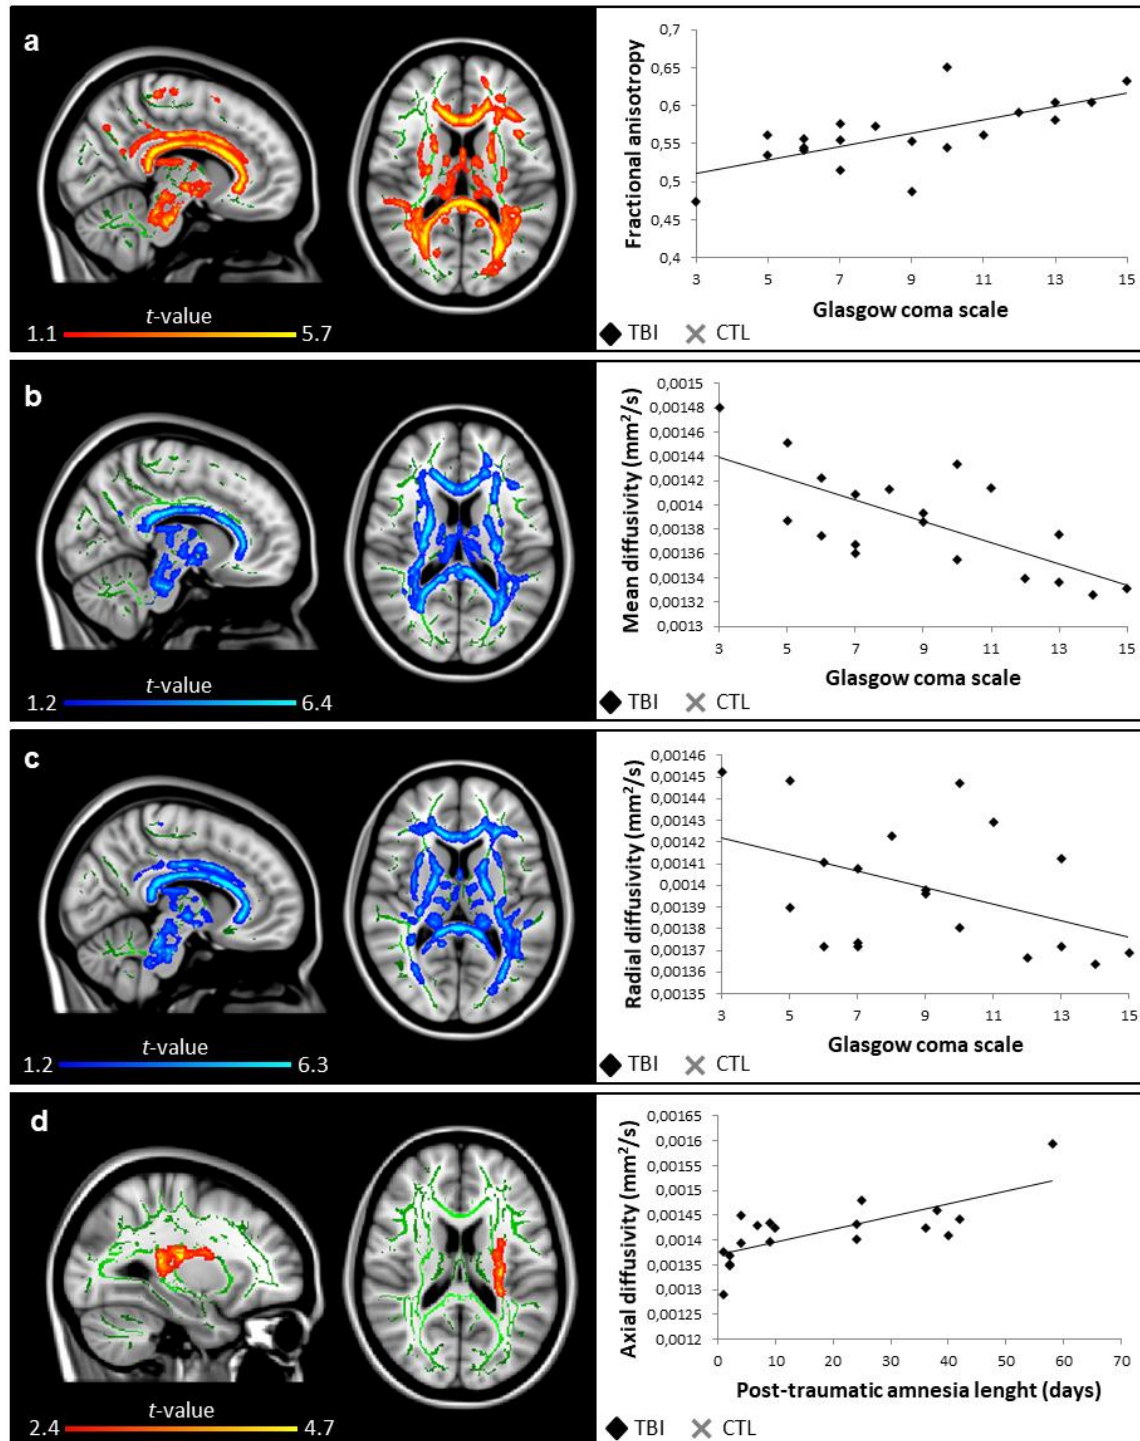 a
t-value
1.1
5.7
Fractional anisotropy
0,7
0,65
0,6
0,55
0,5
0,45
0,4
3 5 7 9 11 13 15
Glasgow coma scale
TBI CTL
b
t-value
1.2
6.4
Mean diffusivity (mm²/s)
0,0015
0,00148
0,00146
0,00144
0,00142
0,0014
0,00138
0,00136
0,00134
0,00132
0,0013
3 5 7 9 11 13 15
Glasgow coma scale
TBI CTL
c
t-value
1.2
6.3
Radial diffusivity (mm²/s)
0,00146
0,00145
0,00144
0,00143
0,00142
0,00141
0,0014
0,00139
0,00138
0,00137
0,00136
0,00135
3 5 7 9 11 13 15
Glasgow coma scale
TBI CTL
d
t-value
2.4
4.7
Axial diffusivity (mm²/s)
0,00165
0,0016
0,00155
0,0015
0,00145
0,0014
0,00135
0,0013
0,00125
0,0012
0 10 20 30 40 50 60 70
Post-traumatic amnesia lenght (days)
TBI CTL